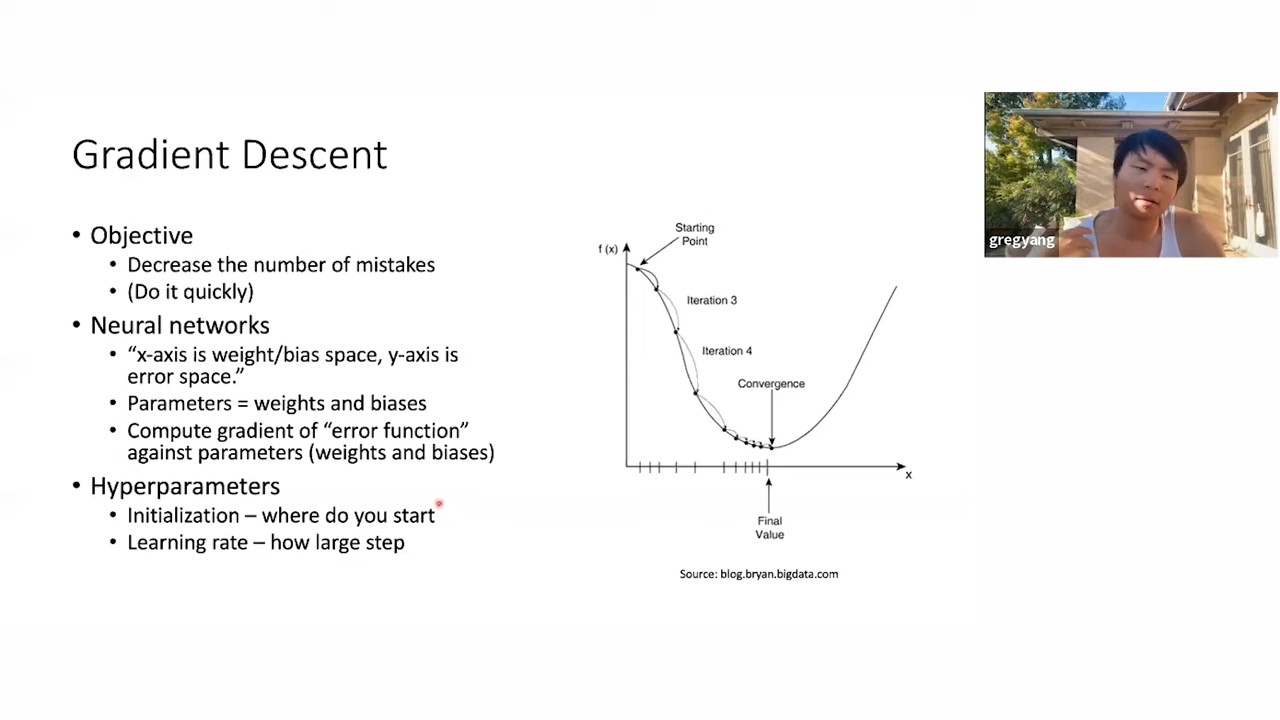 Gradient Descent
• Objective
• Decrease the number of mistakes
• (Do it quickly)
• Neural networks
• “x-axis is weight/bias space, y-axis is
error space.”
• Parameters = weights and biases
• Compute gradient of “error function”
against parameters (weights and biases)
• Hyperparameters
• Initialization – where do you start
• Learning rate – how large step
Starting
Point
f (x)
Iteration 3
Iteration 4
Convergence
x
Final
Value
Source: blog.bryan.bigdata.com
gregyang